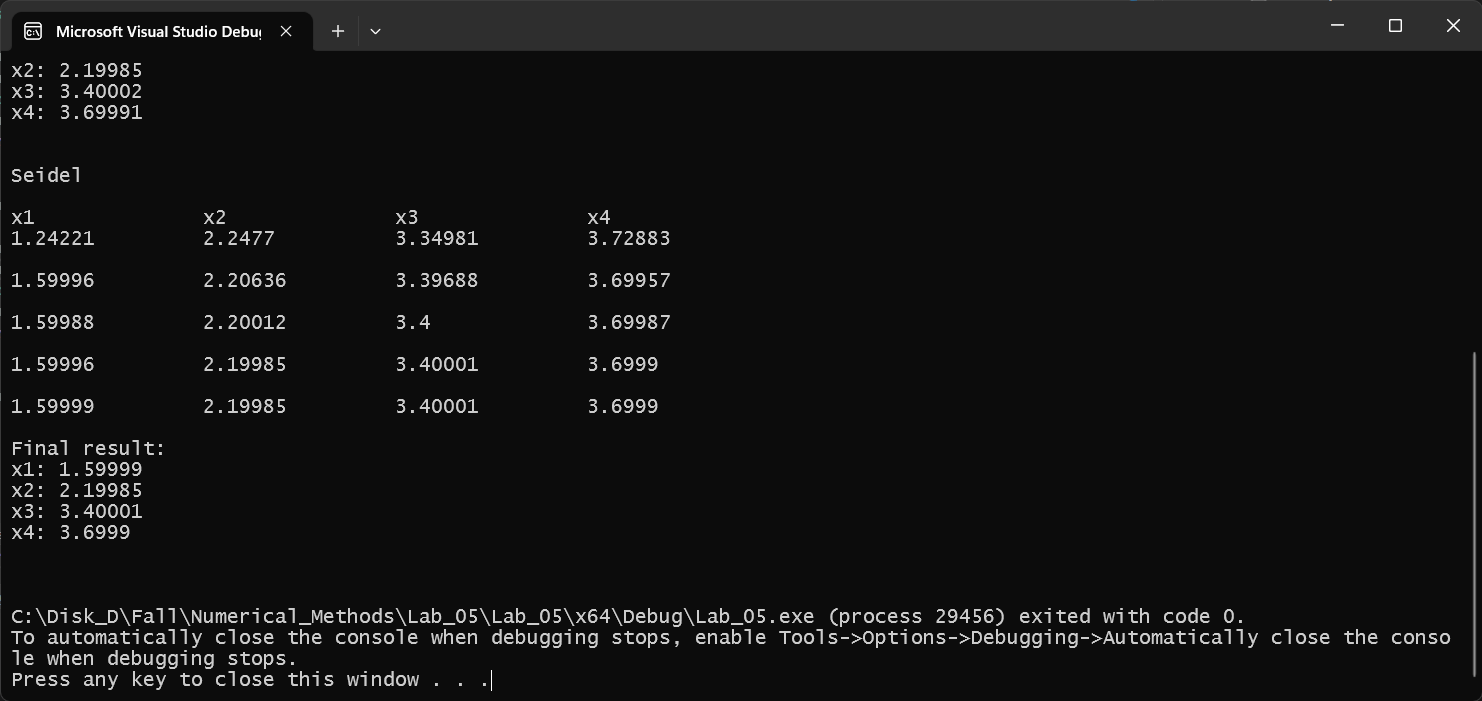 Microsoft Visual Studio Debug
x2: 2.19985
x3: 3.40002
x4: 3.69991
Seidel
x1 x2 x3 x4
1.24221 2.2477 3.34981 3.72883
1.59996 2.20636 3.39688 3.69957
1.59988 2.20012 3.4 3.69987
1.59996 2.19985 3.40001 3.6999
1.59999 2.19985 3.40001 3.6999
Final result:
x1: 1.59999
x2: 2.19985
x3: 3.40001
x4: 3.6999
C:\Disk_D\Fall\Numerical_Methods\Lab_05\Lab_05\x64\Debug\Lab_05.exe (process 29456) exited with code 0.
To automatically close the console when debugging stops, enable Tools->Options->Debugging->Automatically close the conso
le when debugging stops.
Press any key to close this window . . .